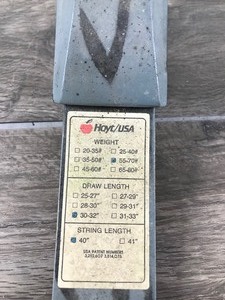 Hoyt/USA
WEIGHT
☐ 20-35# ☐ 25-40#
☐ 35-50# ☒ 55-70#
☐ 45-60# ☐ 65-80#
DRAW LENGTH
☐ 25-27" ☐ 27-29"
☐ 28-30" ☐ 29-31"
☒ 30-32" ☐ 31-33"
STRING LENGTH
☒ 40" ☐ 41"
USA PATENT NUMBERS